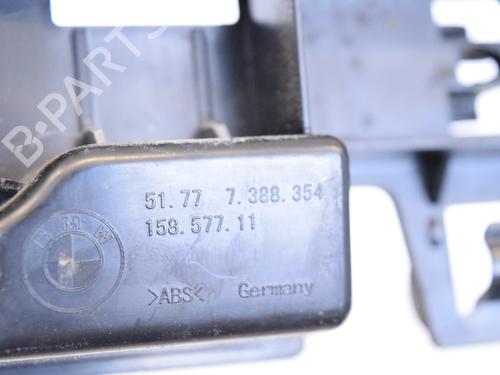 B-PARTS
51.77 7.388.354
158.577.11
BMW
>ABS< Germany